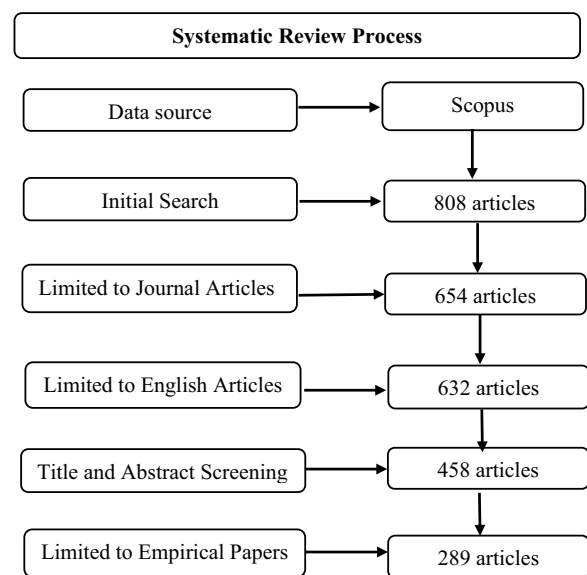 Systematic Review Process
Data source
Scopus
Initial Search
808 articles
Limited to Journal Articles
654 articles
Limited to English Articles
632 articles
Title and Abstract Screening
458 articles
Limited to Empirical Papers
289 articles